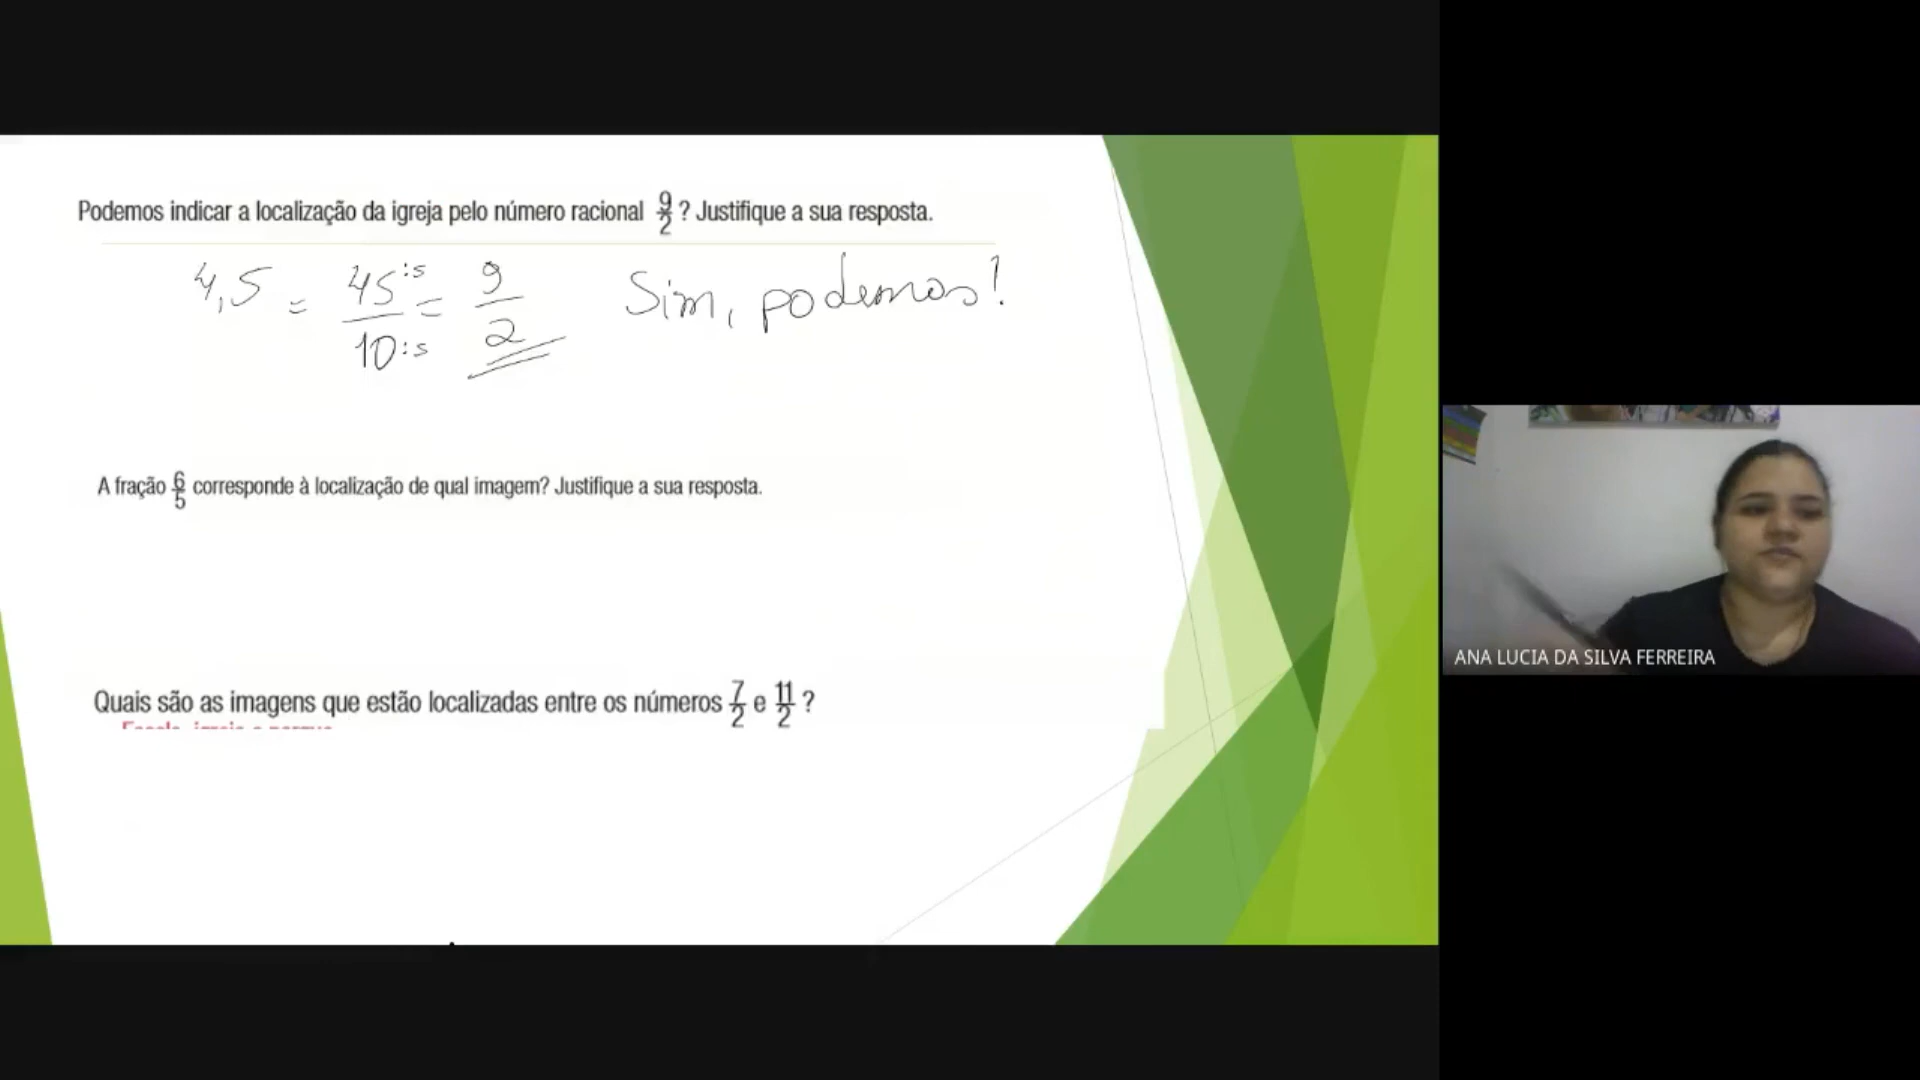 Podemos indicar a localização da igreja pelo número racional 9/2 ? Justifique a sua resposta.
4,5 = 45:5/10:5 = 9/2 Sim, podemos!
A fração 6/5 corresponde à localização de qual imagem? Justifique a sua resposta.
Quais são as imagens que estão localizadas entre os números 7/2 e 11/2 ?
ANA LUCIA DA SILVA FERREIRA